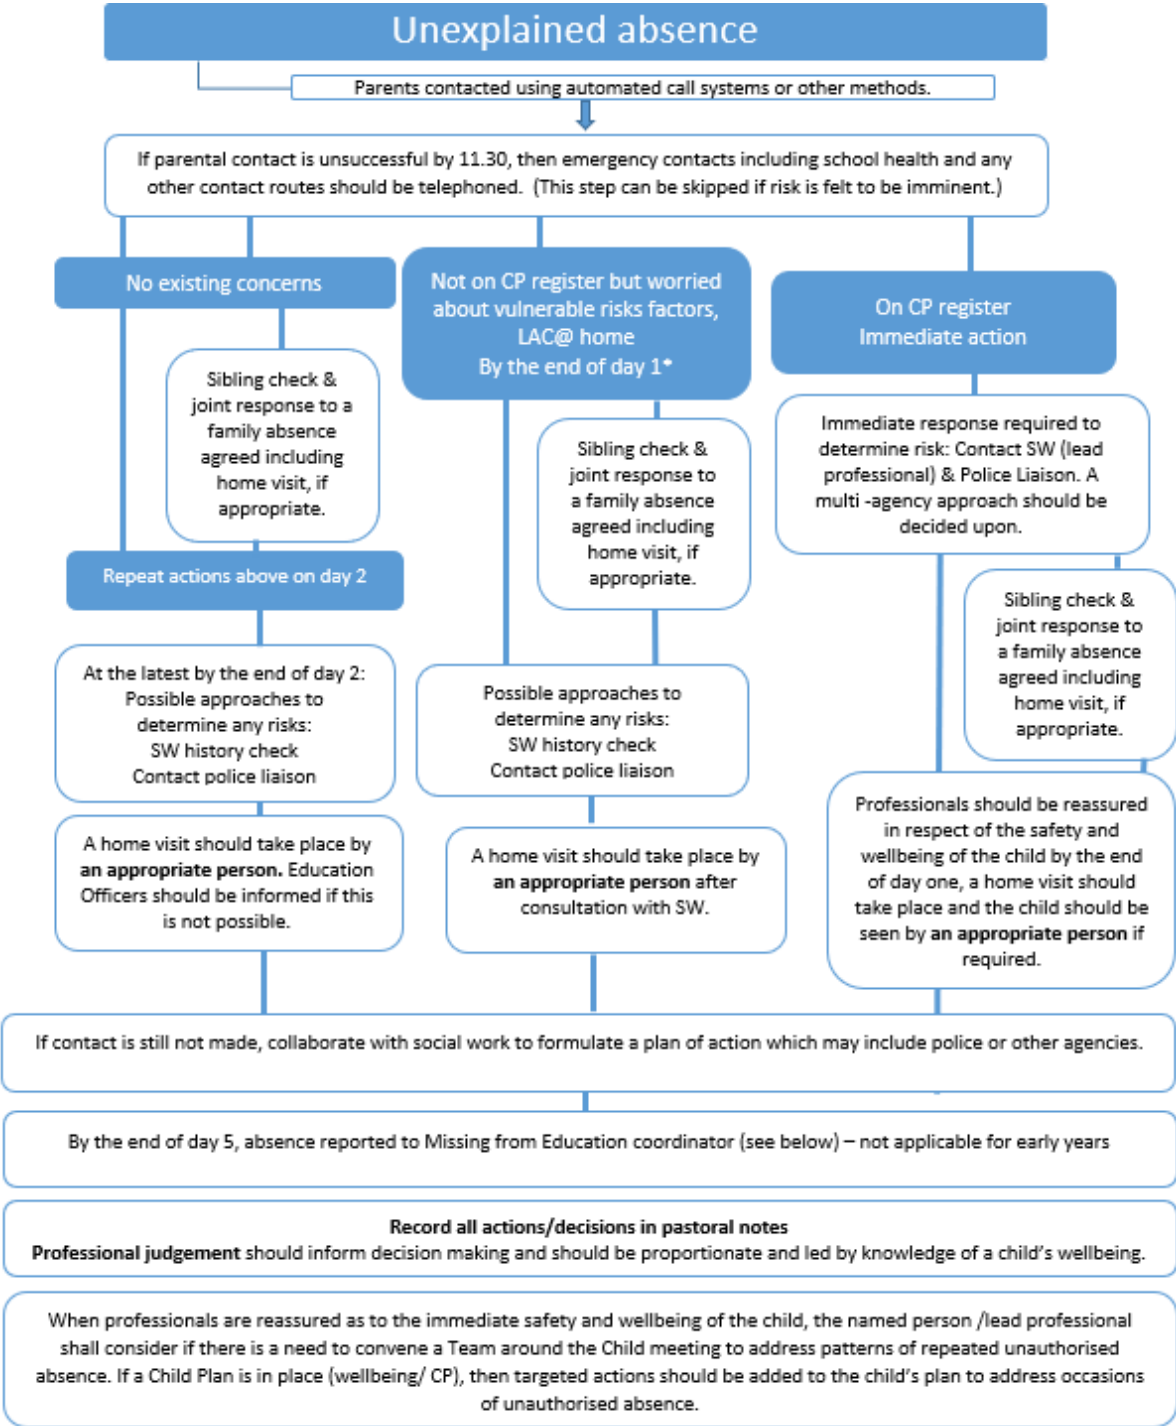 Unexplained absence
Parents contacted using automated call systems or other methods.
If parental contact is unsuccessful by 11.30, then emergency contacts including school health and any
other contact routes should be telephoned.  (This step can be skipped if risk is felt to be imminent.)
No existing concerns
Sibling check &
joint response to a
family absence
agreed including
home visit, if
appropriate.
Repeat actions above on day 2
At the latest by the end of day 2:
Possible approaches to
determine any risks:
SW history check
Contact police liaison
A home visit should take place by
an appropriate person. Education
Officers should be informed if this
is not possible.
Not on CP register but worried
about vulnerable risks factors,
LAC@ home
By the end of day 1*
Sibling check &
joint response to
a family absence
agreed including
home visit, if
appropriate.
Possible approaches to
determine any risks:
SW history check
Contact police liaison
A home visit should take place by
an appropriate person after
consultation with SW.
On CP register
Immediate action
Immediate response required to
determine risk: Contact SW (lead
professional) & Police Liaison. A
multi -agency approach should be
decided upon.
Sibling check &
joint response to
a family absence
agreed including
home visit, if
appropriate.
Professionals should be reassured
in respect of the safety and
wellbeing of the child by the end
of day one, a home visit should
take place and the child should be
seen by an appropriate person if
required.
If contact is still not made, collaborate with social work to formulate a plan of action which may include police or other agencies.
By the end of day 5, absence reported to Missing from Education coordinator (see below) – not applicable for early years
Record all actions/decisions in pastoral notes
Professional judgement should inform decision making and should be proportionate and led by knowledge of a child's wellbeing.
When professionals are reassured as to the immediate safety and wellbeing of the child, the named person /lead professional
shall consider if there is a need to convene a Team around the Child meeting to address patterns of repeated unauthorised
absence. If a Child Plan is in place (wellbeing/ CP), then targeted actions should be added to the child's plan to address occasions
of unauthorised absence.